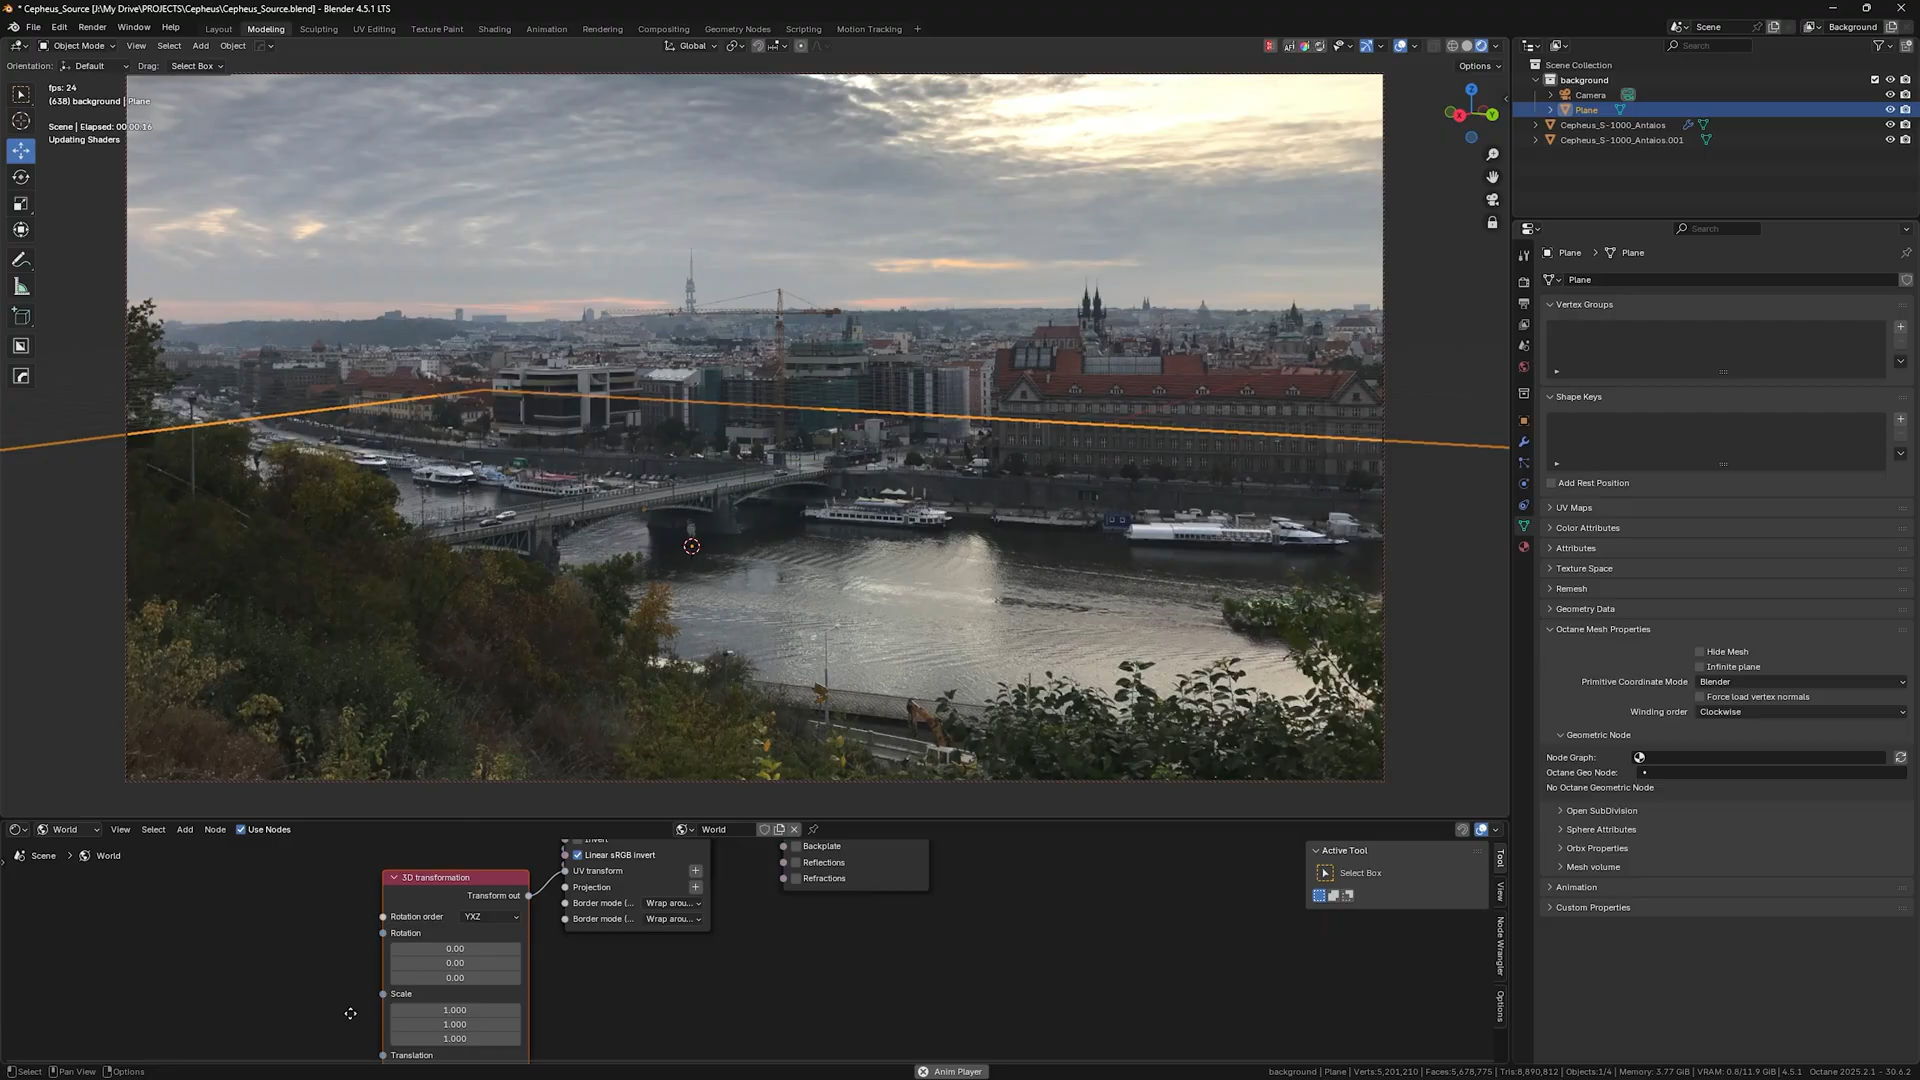 * Cepheus_Source [J:\My Drive\PROJECTS\Cepheus\Cepheus_Source.blend] - Blender 4.5.1 LTS
File Edit Render Window Help
Layout Modeling Sculpting UV Editing Texture Paint Shading Animation Rendering Compositing Geometry Nodes Scripting Motion Tracking +
Scene
Background
Object Mode View Select Add Object
Global
Search
Orientation: Default Drag: Select Box
Options
fps: 24
(638) background | Plane
Scene | Elapsed: 00:00.16
Updating Shaders
Z
X
Y
Scene Collection
background
Camera
Plane
Cepheus_S-1000_Antaios
Cepheus_S-1000_Antaios.001
Search
Plane > Plane
Plane
Vertex Groups
Shape Keys
Add Rest Position
UV Maps
Color Attributes
Attributes
Texture Space
Remesh
Geometry Data
Octane Mesh Properties
Hide Mesh
Infinite plane
Primitive Coordinate Mode Blender
Force load vertex normals
Winding order Clockwise
Geometric Node
Node Graph:
Octane Geo Node:
No Octane Geometric Node
Open SubDivision
Sphere Attributes
Orbx Properties
Mesh volume
Animation
Custom Properties
World View Select Add Node Use Nodes
World
Scene > World
Invert
Linear sRGB invert
UV transform
Projection
Border mode (... Wrap arou...
Border mode (... Wrap arou...
Backplate
Reflections
Refractions
3D transformation
Transform out
Rotation order YXZ
Rotation
0.00
0.00
0.00
Scale
1.000
1.000
1.000
Translation
Active Tool
Select Box
Tool
View
Node Wrangler
Options
Select Pan View Options
Anim Player
background | Plane | Verts:5,201,210 | Faces:5,678,775 | Tris:8,890,812 | Objects:1/4 | Memory: 3.77 GiB | VRAM: 0.8/11.9 GiB | 4.5.1 Octane 2025.2.1 - 30.6.2